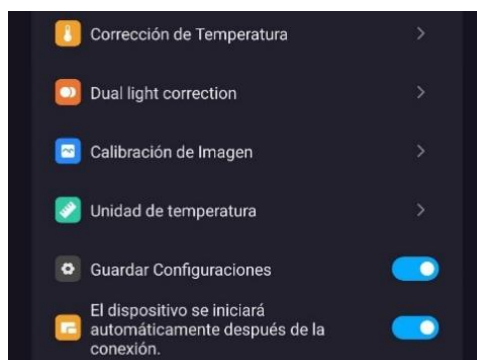 Corrección de Temperatura
Dual light correction
Calibración de Imagen
Unidad de temperatura
Guardar Configuraciones
El dispositivo se iniciará
automáticamente después de la
conexión.